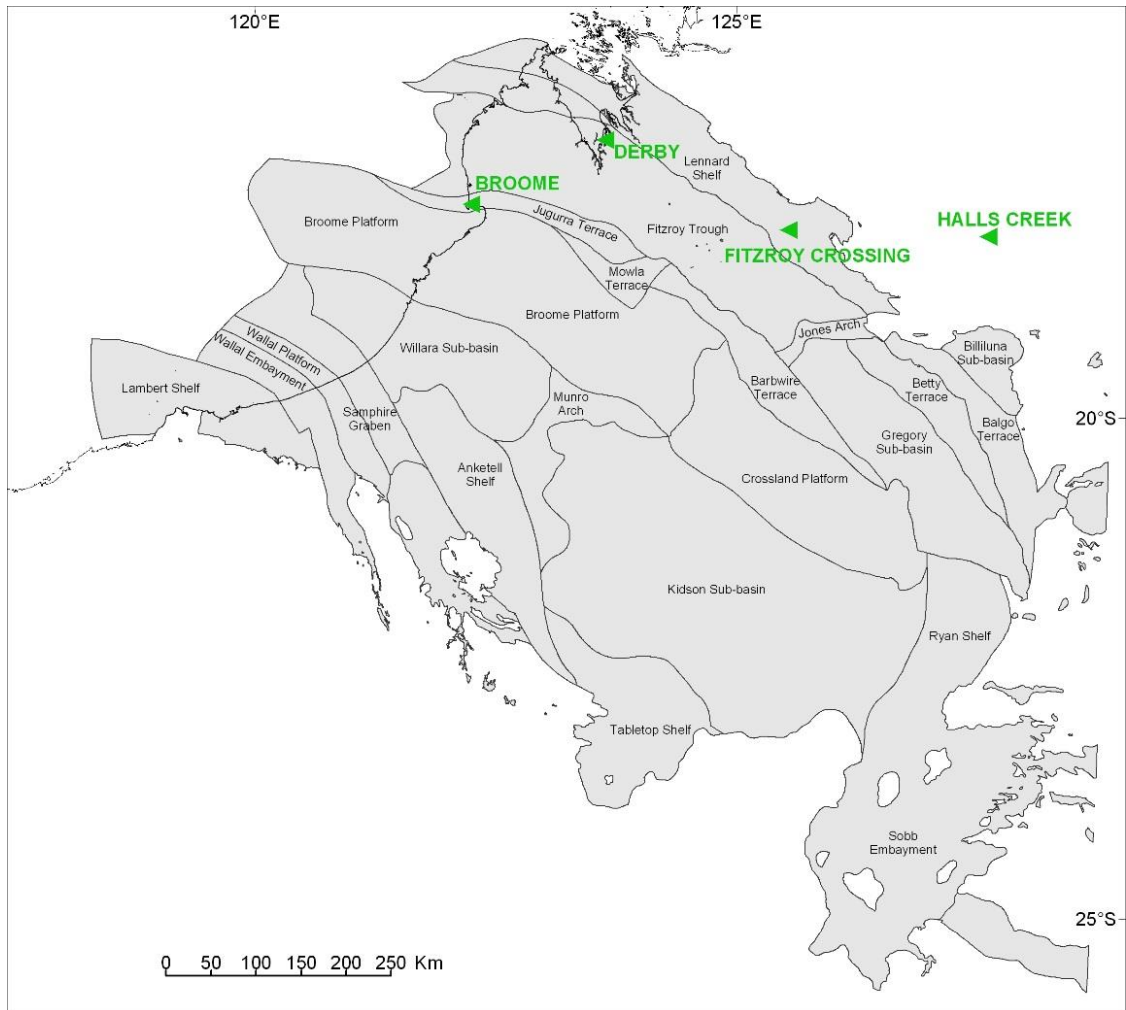 120°E
125°E
DERBY
Lennard
Shelf
BROOME
HALLS CREEK
Jugurra Terrace
Broome Platform
Fitzroy Trough
FITZROY CROSSING
Mowla
Terrace
Broome Platform
Jones Arch
Wallal Platform
Wallal Embayment
Willara Sub-basin
Billiluna
Sub-basin
Lambert Shelf
Barbwire
Terrace
Betty
Terrace
Munro
Arch
Samphire
Graben
20°S
Balgo
Terrace
Gregory
Sub-basin
Anketell
Shelf
Crossland Platform
Kidson Sub-basin
Ryan Shelf
Tabletop Shelf
Sobb
Embayment
25°S
0 50 100 150 200 250 Km